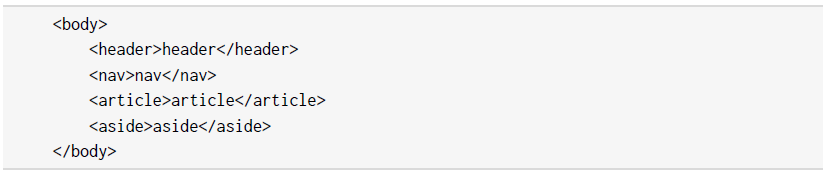 <body>
<header>header</header>
<nav>nav</nav>
<article>article</article>
<aside>aside</aside>
</body>